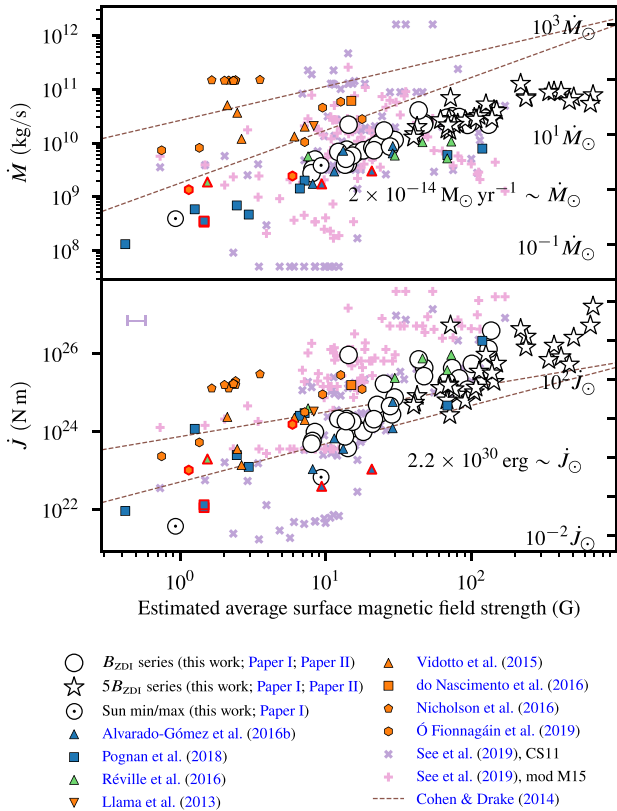 10^12
10^11
10^10
10^9
10^8
Ṁ (kg/s)
10^3 Ṁ⊙
10^1 Ṁ⊙
2 × 10^−14 M⊙ yr^−1 ∼ Ṁ⊙
10^−1 Ṁ⊙
10^26
10^24
10^22
J̇ (N m)
10^2 J̇⊙
2.2 × 10^30 erg ∼ J̇⊙
10^−2 J̇⊙
10^0
10^1
10^2
Estimated average surface magnetic field strength (G)
B_ZDI series (this work; Paper I; Paper II)
5B_ZDI series (this work; Paper I; Paper II)
Sun min/max (this work; Paper I)
Alvarado-Gómez et al. (2016b)
Pognan et al. (2018)
Réville et al. (2016)
Llama et al. (2013)
Vidotto et al. (2015)
do Nascimento et al. (2016)
Nicholson et al. (2016)
Ó Fionnagáin et al. (2019)
See et al. (2019), CS11
See et al. (2019), mod M15
Cohen & Drake (2014)